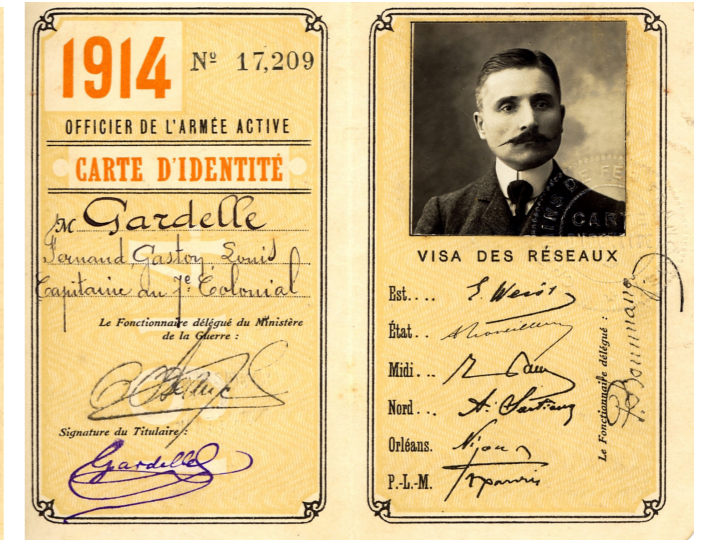 1914 Nº 17,209
OFFICIER DE L'ARMÉE ACTIVE
CARTE D'IDENTITÉ
M Gardelle
Fernand, Gaston Louis
Capitaine au 7e Colonial
Le Fonctionnaire délégué du Ministère
de la Guerre :
Signature du Titulaire :
Gardelle
CART
VISA DES RÉSEAUX
Est....
État..
Midi...
Nord...
Orléans.
P.-L.-M.
Le Fonctionnaire délégué :